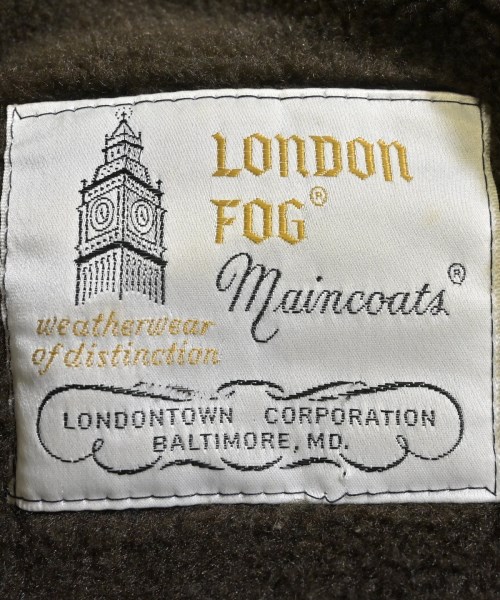 LONDON
FOG®
Maincoats®
weatherwear
of distinction
LONDONTOWN CORPORATION
BALTIMORE, MD.